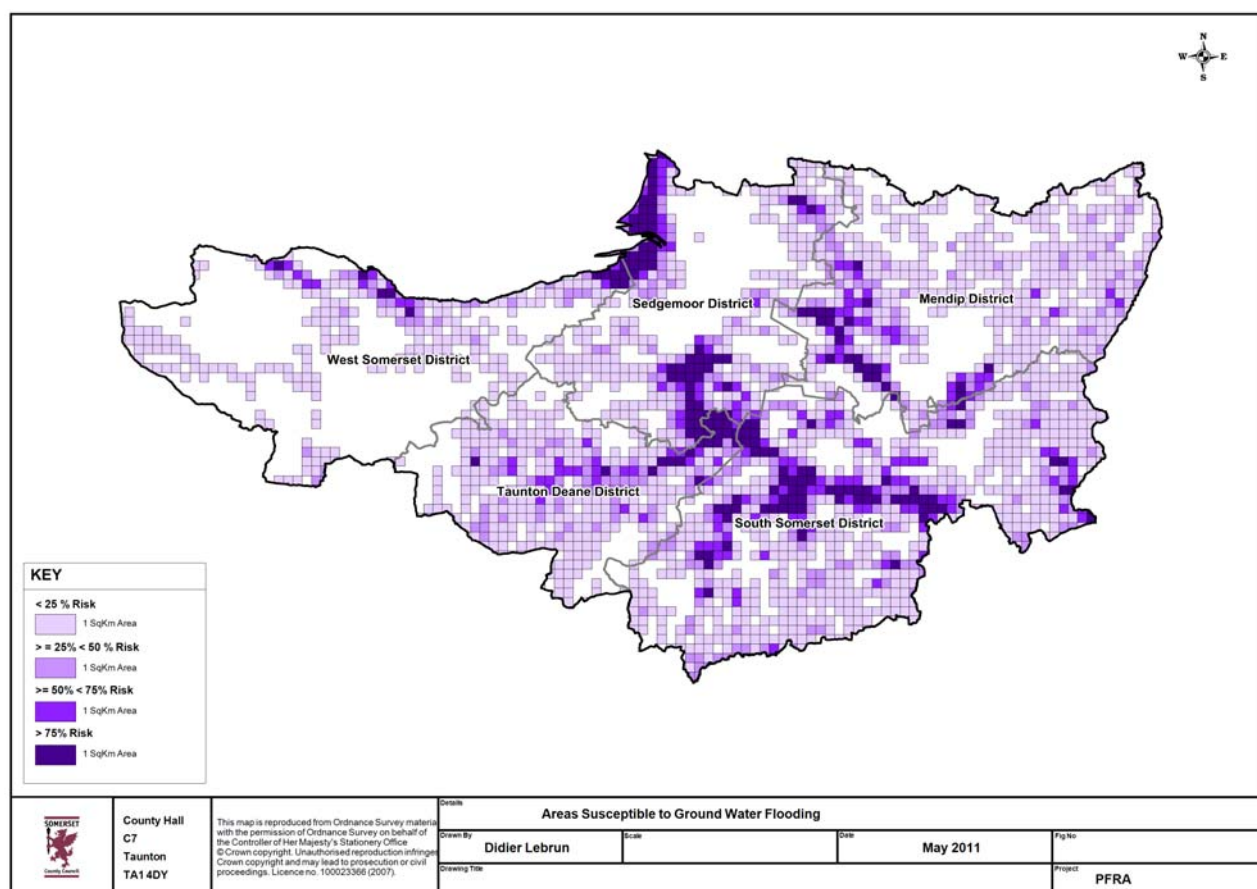 N
W E
S
Sedgemoor District
Mendip District
West Somerset District
Taunton Deane District
South Somerset District
KEY
< 25 % Risk
1 SqKm Area
> = 25% < 50 % Risk
1 SqKm Area
>= 50% < 75% Risk
1 SqKm Area
> 75% Risk
1 SqKm Area
SOMERSET
County Council
County Hall
C7
Taunton
TA1 4DY
This map is reproduced from Ordnance Survey materia
with the permission of Ordnance Survey on behalf of
the Controller of Her Majesty's Stationery Office
©Crown copyright. Unauthorised reproduction infringe
Crown copyright and may lead to prosecution or civil
proceedings. Licence no. 100023366 (2007).
Details
Areas Susceptible to Ground Water Flooding
Drawn By
Didier Lebrun
Scale
Date
May 2011
Fig No
Drawing Title
Project
PFRA